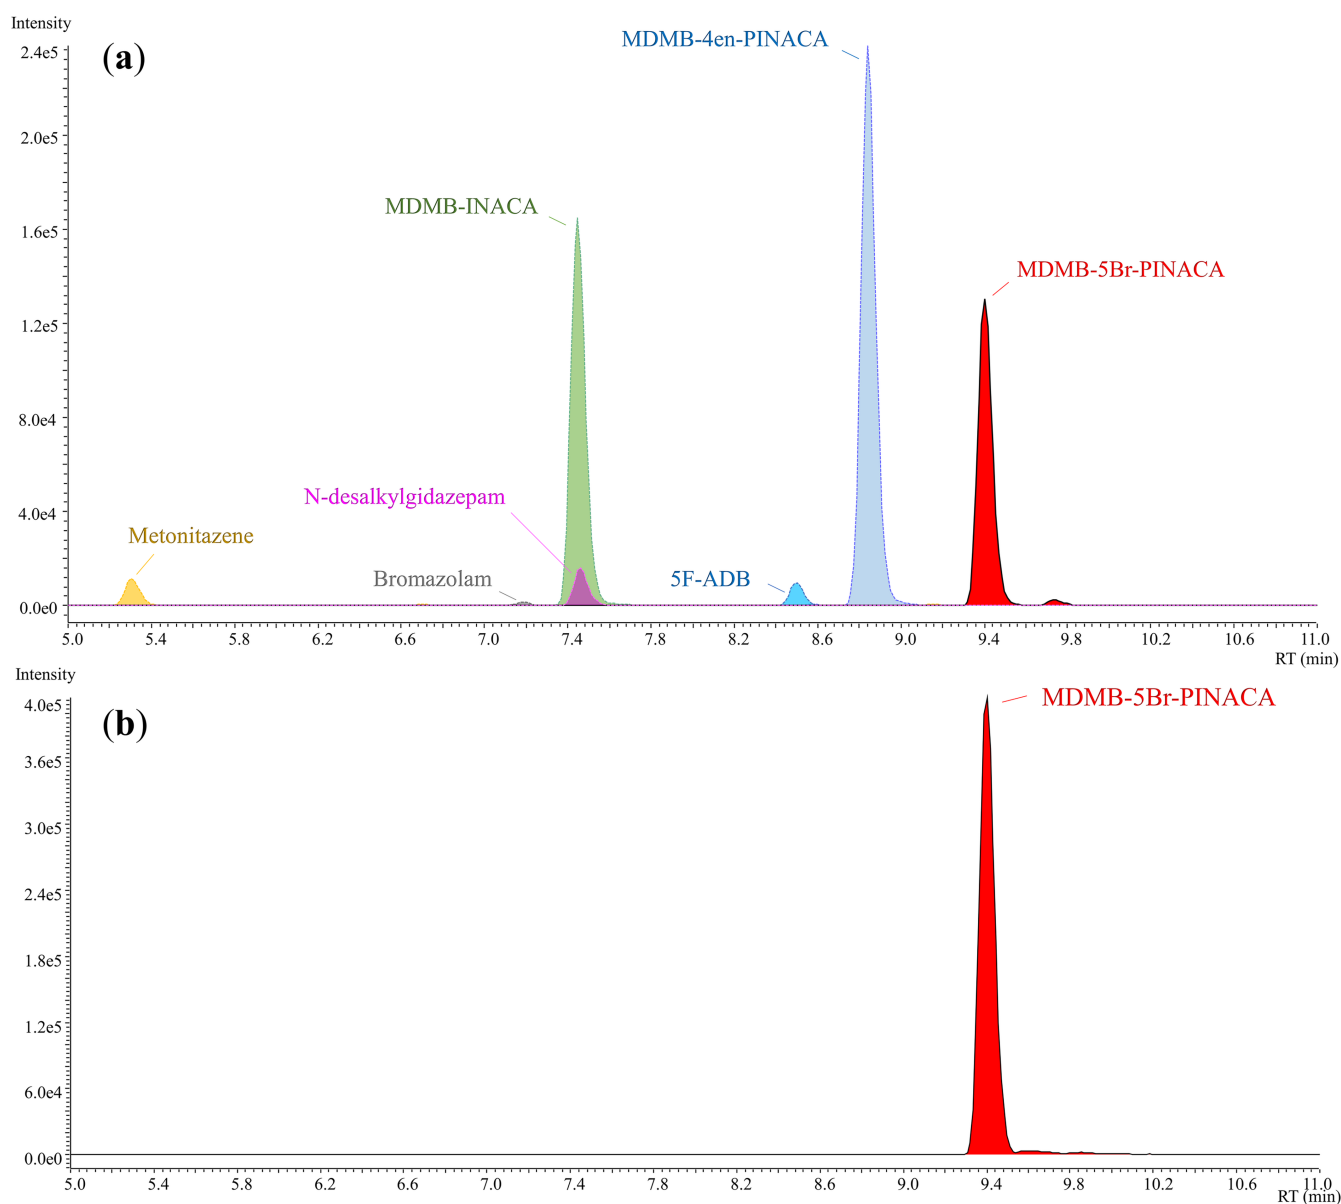 Intensity
(a)
2.4e5
2.0e5
1.6e5
1.2e5
8.0e4
4.0e4
0.0e0
MDMB-4en-PINACA
MDMB-INACA
MDMB-5Br-PINACA
N-desalkylgidazepam
Metonitazene
Bromazolam
5F-ADB
5.0 5.4 5.8 6.2 6.6 7.0 7.4 7.8 8.2 8.6 9.0 9.4 9.8 10.2 10.6 11.0
RT (min)
Intensity
(b)
MDMB-5Br-PINACA
4.0e5
3.6e5
3.0e5
2.4e5
1.8e5
1.2e5
6.0e4
0.0e0
5.0 5.4 5.8 6.2 6.6 7.0 7.4 7.8 8.2 8.6 9.0 9.4 9.8 10.2 10.6 11.0
RT (min)